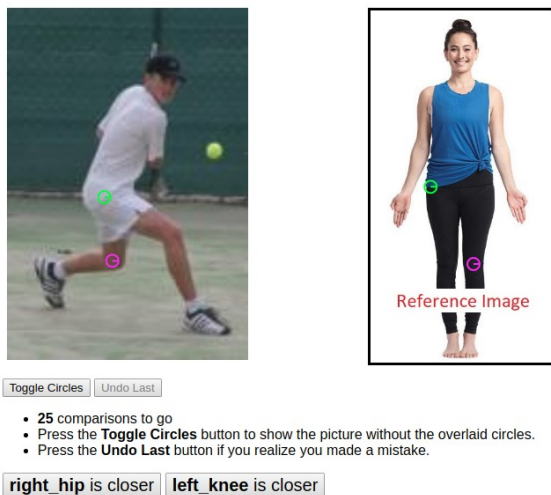 Reference Image
Toggle Circles Undo Last
25 comparisons to go
Press the Toggle Circles button to show the picture without the overlaid circles.
Press the Undo Last button if you realize you made a mistake.
right_hip is closer left_knee is closer